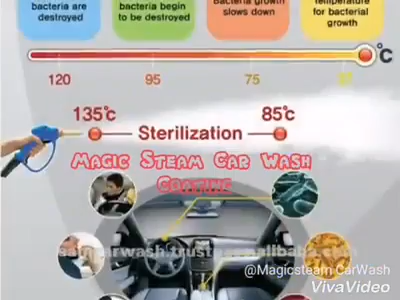 bacteria are
destroyed
bacteria begin
to be destroyed
Bacteria growth
slows down
Temperature
for bacterial
growth
°C
120
95
75
135°c
85°c
Sterilization
Magic Steam Car Wash
Coating
@Magicsteam CarWash
VivaVideo